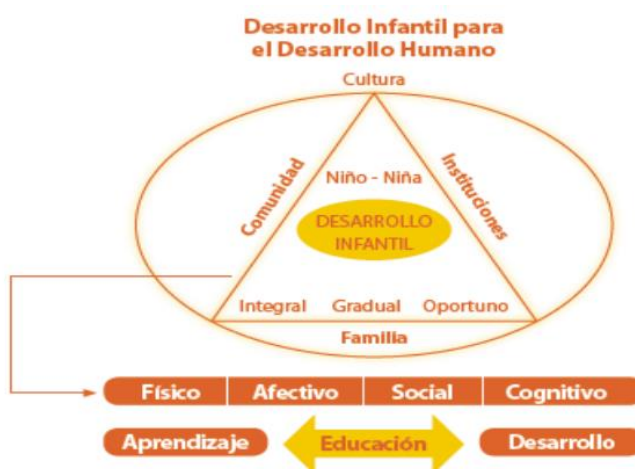 Desarrollo Infantil para
el Desarrollo Humano
Cultura
Comunidad
Instituciones
Niño - Niña
DESARROLLO
INFANTIL
Integral Gradual Oportuno
Familia
Físico Afectivo Social Cognitivo
Aprendizaje Educación Desarrollo